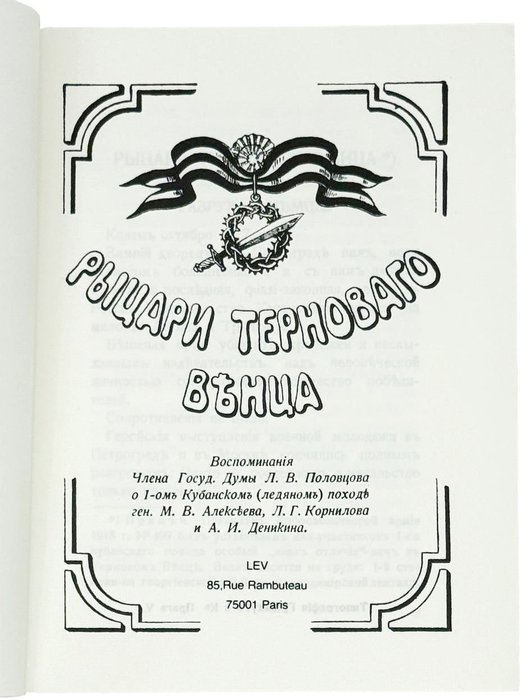 РЫЦАРИ ТЕРНОВАГО
ВѢНЦА
Воспоминанія
Члена Госуд. Думы Л. В. Половцова
о 1-омъ Кубанскомъ (ледяномъ) походѣ
ген. М. В. Алексѣева, Л. Г. Корнилова
и А. И. Деникина.
LEV
85,Rue Rambuteau
75001 Paris